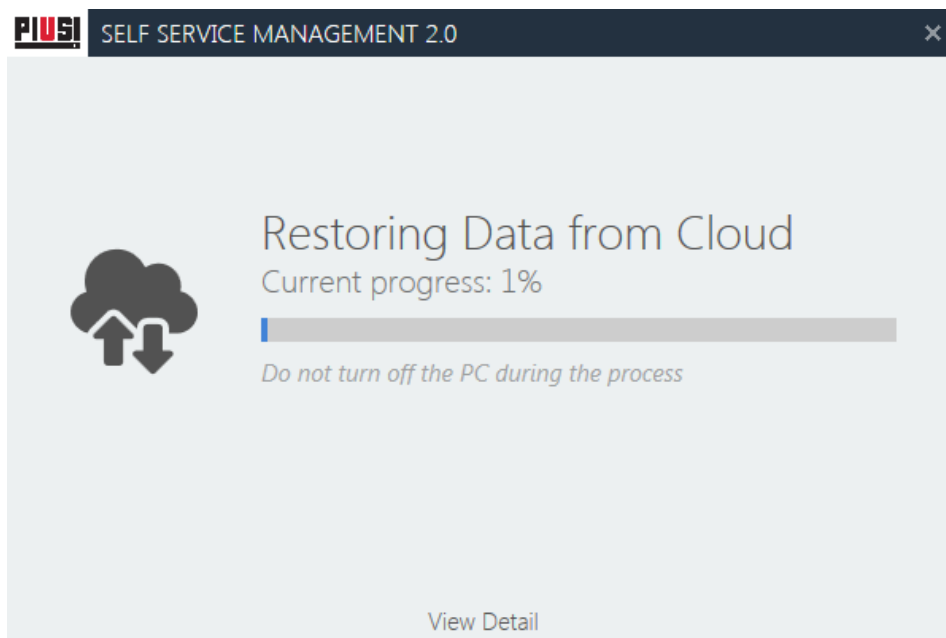 PIUSI SELF SERVICE MANAGEMENT 2.0
Restoring Data from Cloud
Current progress: 1%
Do not turn off the PC during the process
View Detail